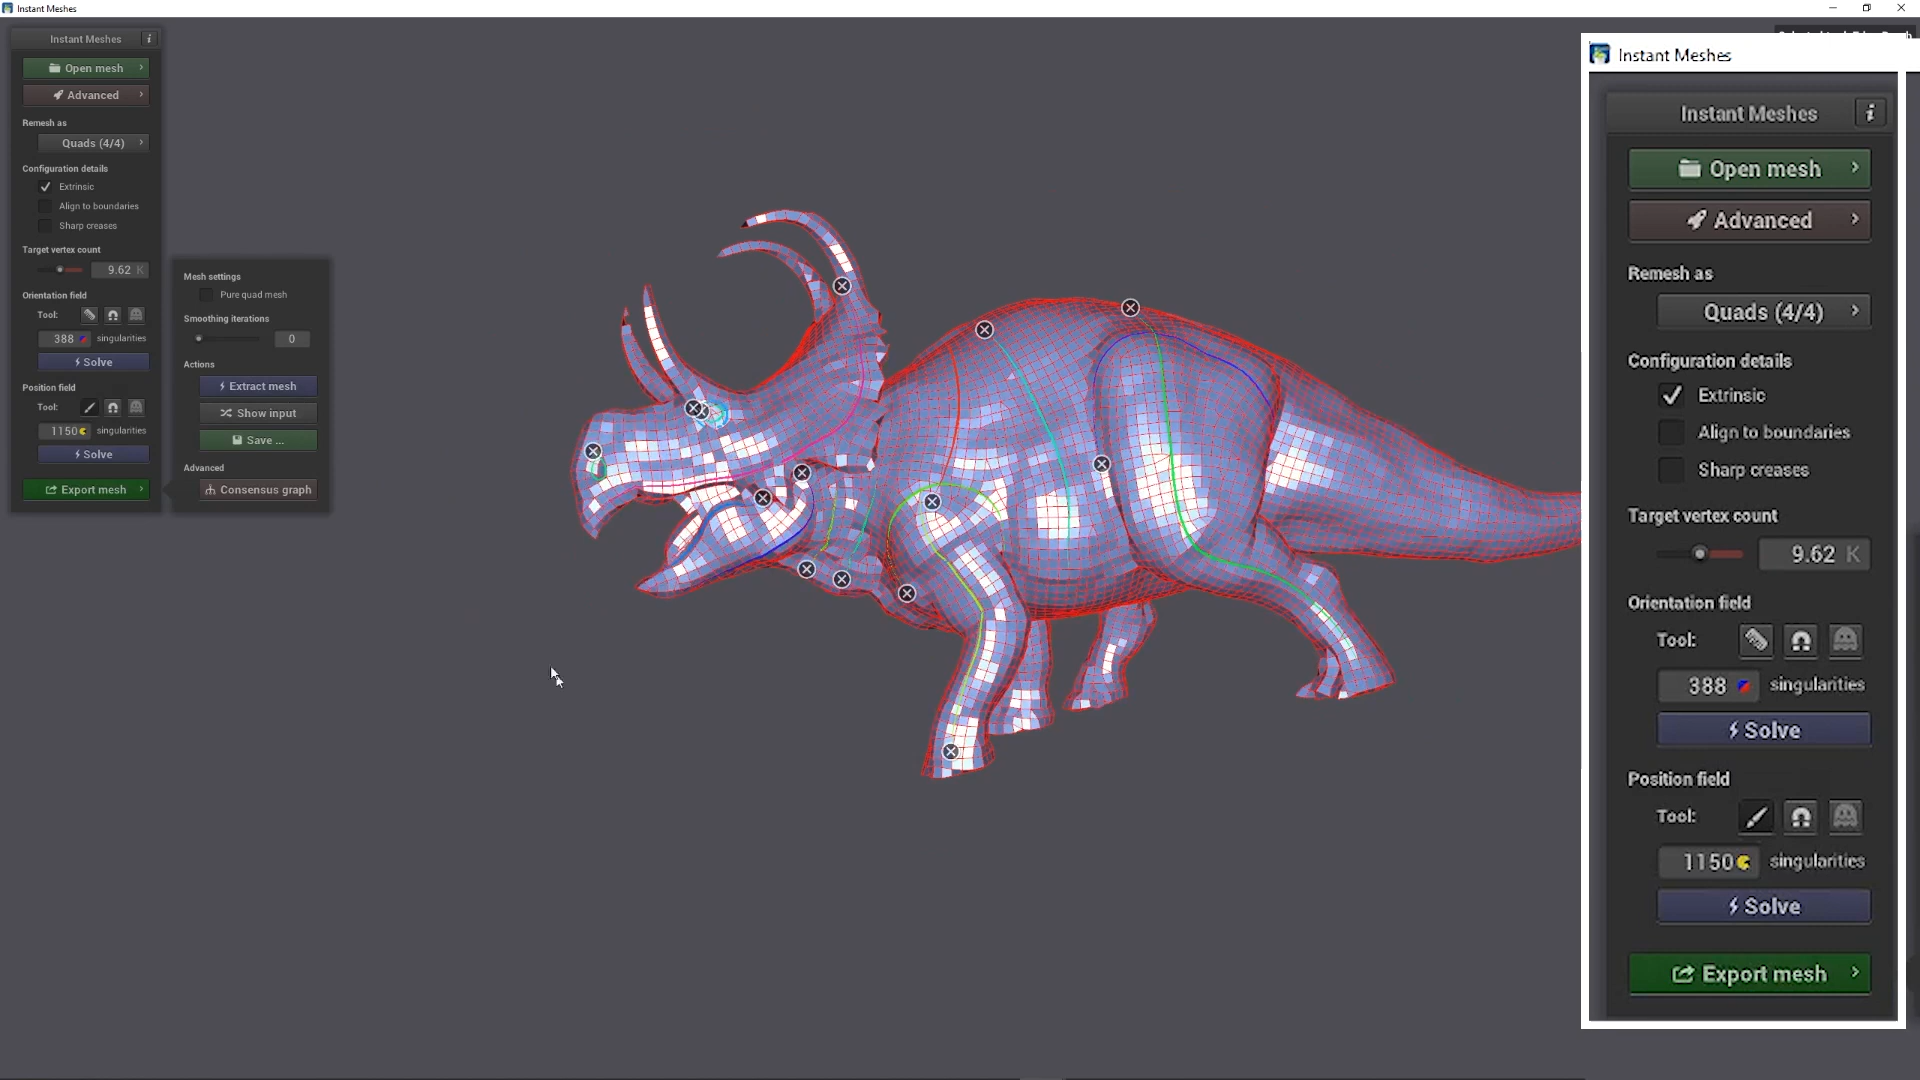 Instant Meshes
Instant Meshes
i
Open mesh
Advanced
Remesh as
Quads (4/4)
Configuration details
Extrinsic
Align to boundaries
Sharp creases
Target vertex count
9.62 K
Orientation field
Tool:
388 singularities
Solve
Position field
Tool:
1150 singularities
Solve
Export mesh
Mesh settings
Pure quad mesh
Smoothing iterations
0
Actions
Extract mesh
Show input
Save ...
Advanced
Consensus graph
Instant Meshes
Instant Meshes
i
Open mesh
Advanced
Remesh as
Quads (4/4)
Configuration details
Extrinsic
Align to boundaries
Sharp creases
Target vertex count
9.62 K
Orientation field
Tool:
388 singularities
Solve
Position field
Tool:
1150 singularities
Solve
Export mesh